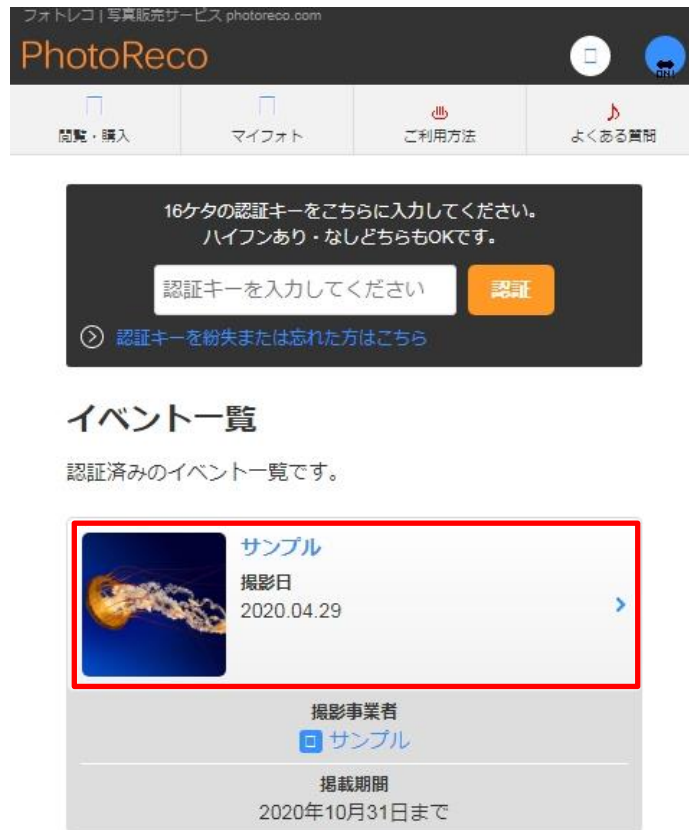 フォトレコ | 写真販売サービス photoreco.com
PhotoReco
ON!
閲覧・購入
マイフォト
ご利用方法
よくある質問
16ケタの認証キーをこちらに入力してください。
ハイフンあり・なしどちらもOKです。
認証キーを入力してください
認証
認証キーを紛失または忘れた方はこちら
イベント一覧
認証済みのイベント一覧です。
サンプル
撮影日
2020.04.29
撮影事業者
サンプル
掲載期間
2020年10月31日まで